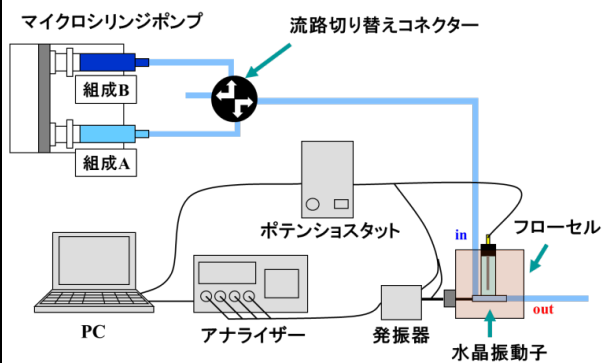 マイクロシリンジポンプ
流路切り替えコネクター
組成B
組成A
ポテンショスタット
in
フローセル
out
PC
アナライザー
発振器
水晶振動子